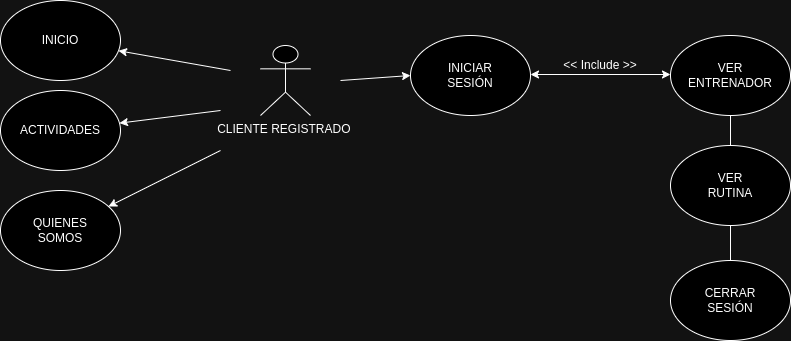 INICIO
ACTIVIDADES
QUIENES
SOMOS
CLIENTE REGISTRADO
INICIAR
SESIÓN
<< Include >>
VER
ENTRENADOR
VER
RUTINA
CERRAR
SESIÓN